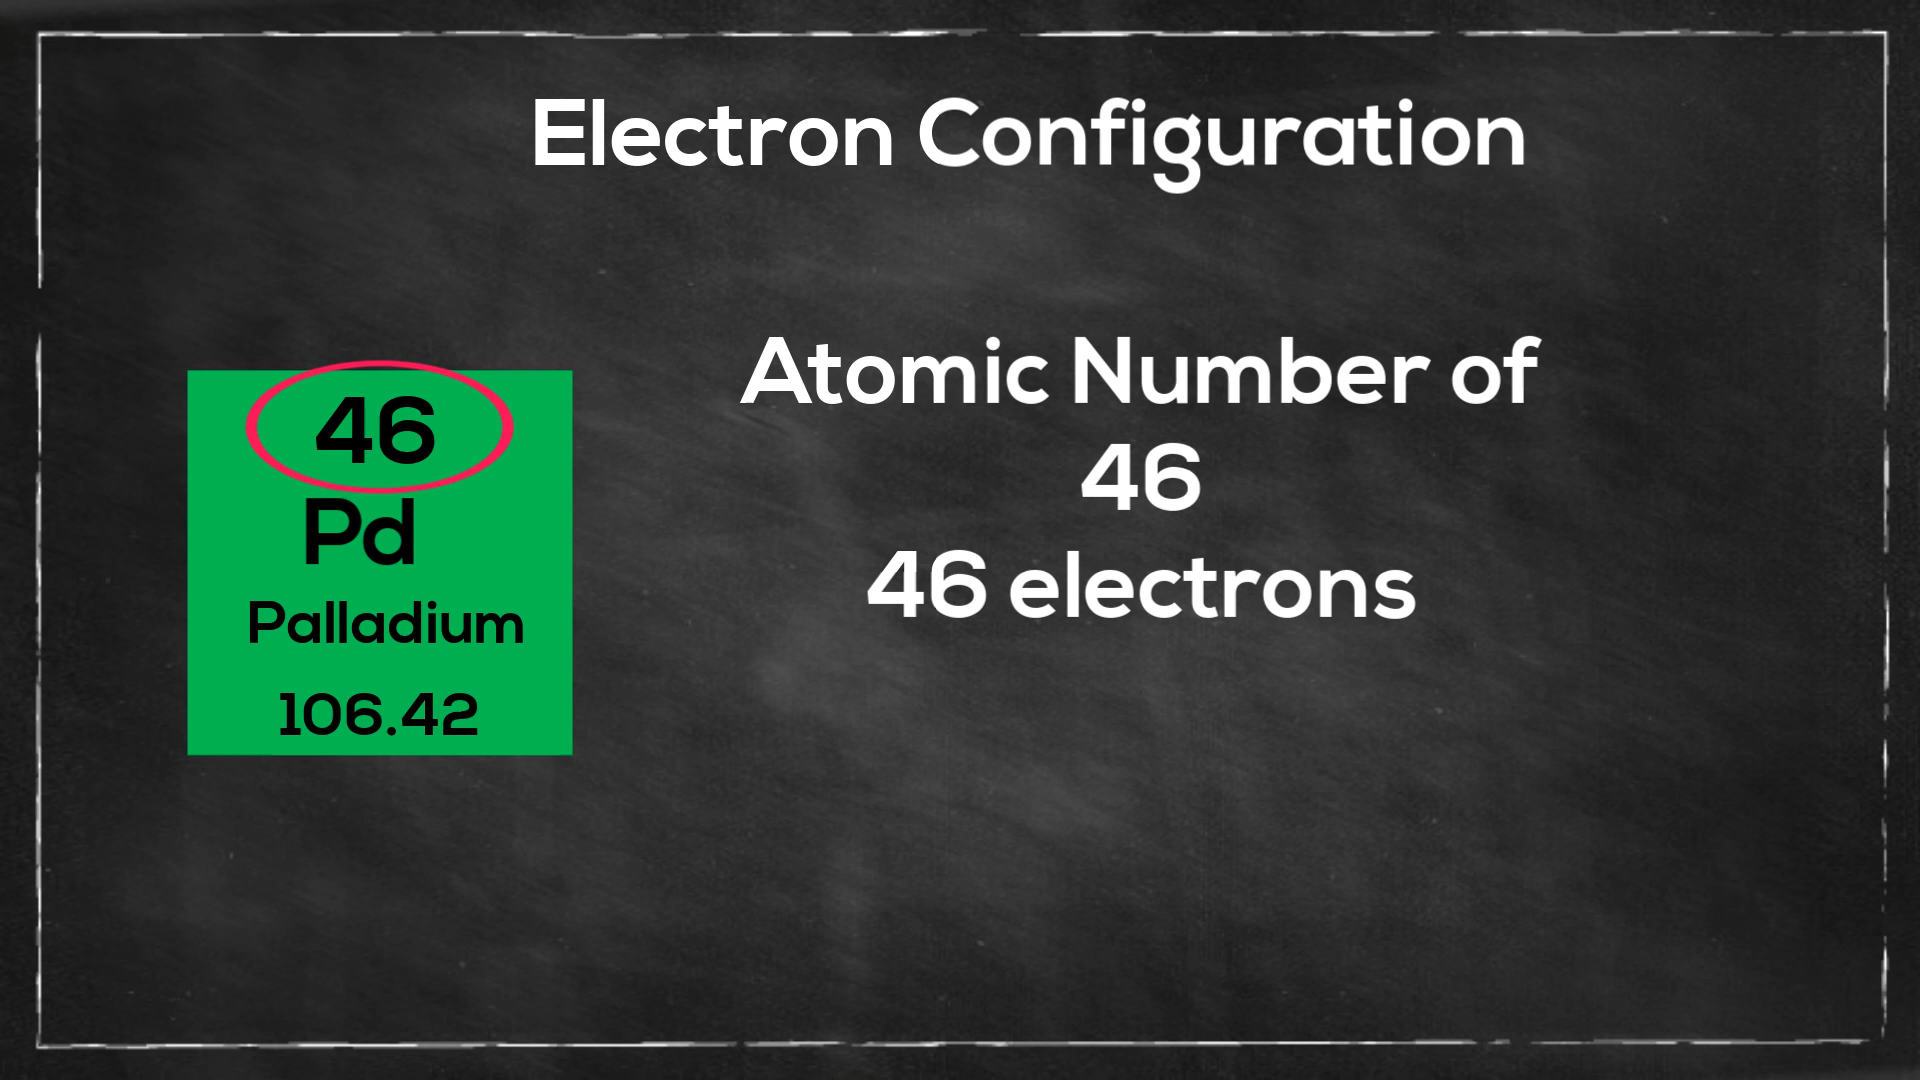 Electron Configuration
46
Pd
Palladium
106.42
Atomic Number of
46
46 electrons